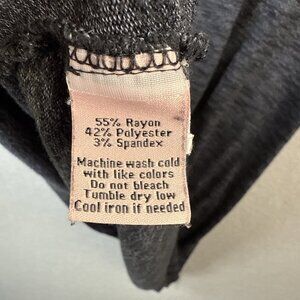 55% Rayon
42% Polyester
3% Spandex
Machine wash cold
with like colors
Do not bleach
Tumble dry low
Cool iron if needed